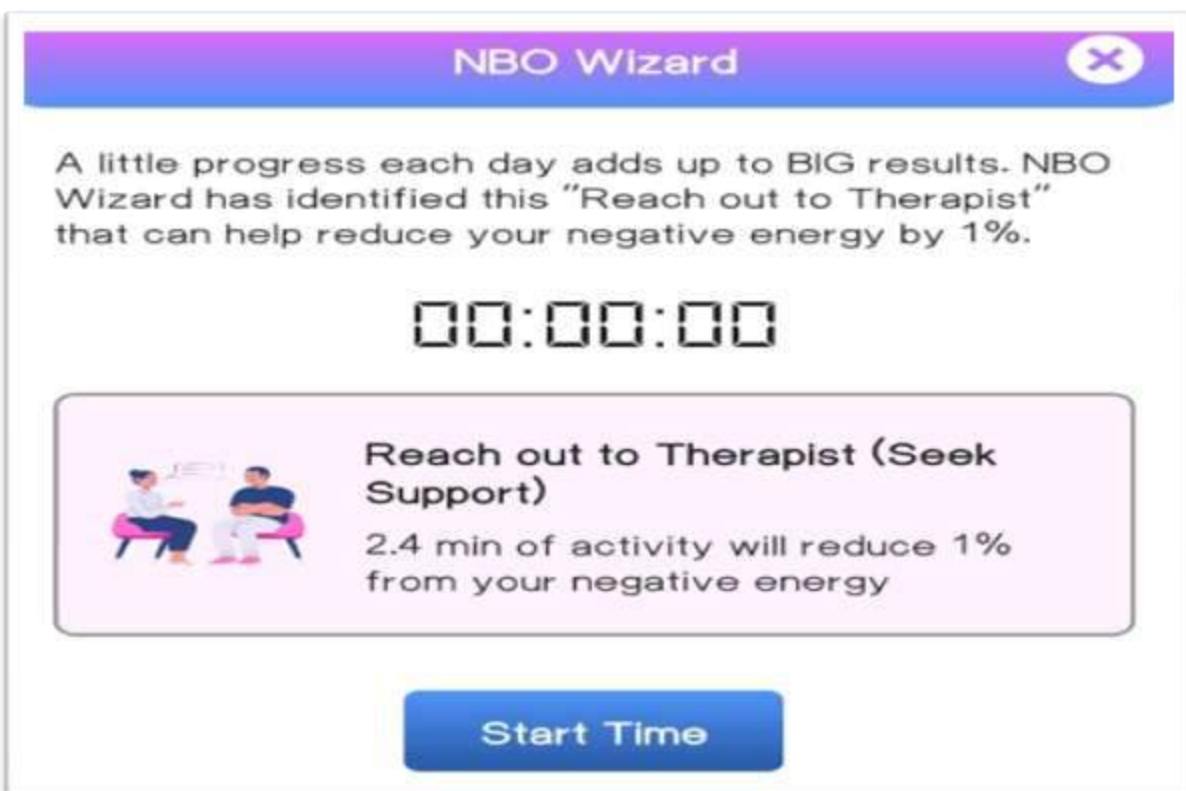 NBO Wizard
A little progress each day adds up to BIG results. NBO
Wizard has identified this "Reach out to Therapist"
that can help reduce your negative energy by 1%.
00:00:00
Reach out to Therapist (Seek
Support)
2.4 min of activity will reduce 1%
from your negative energy
Start Time